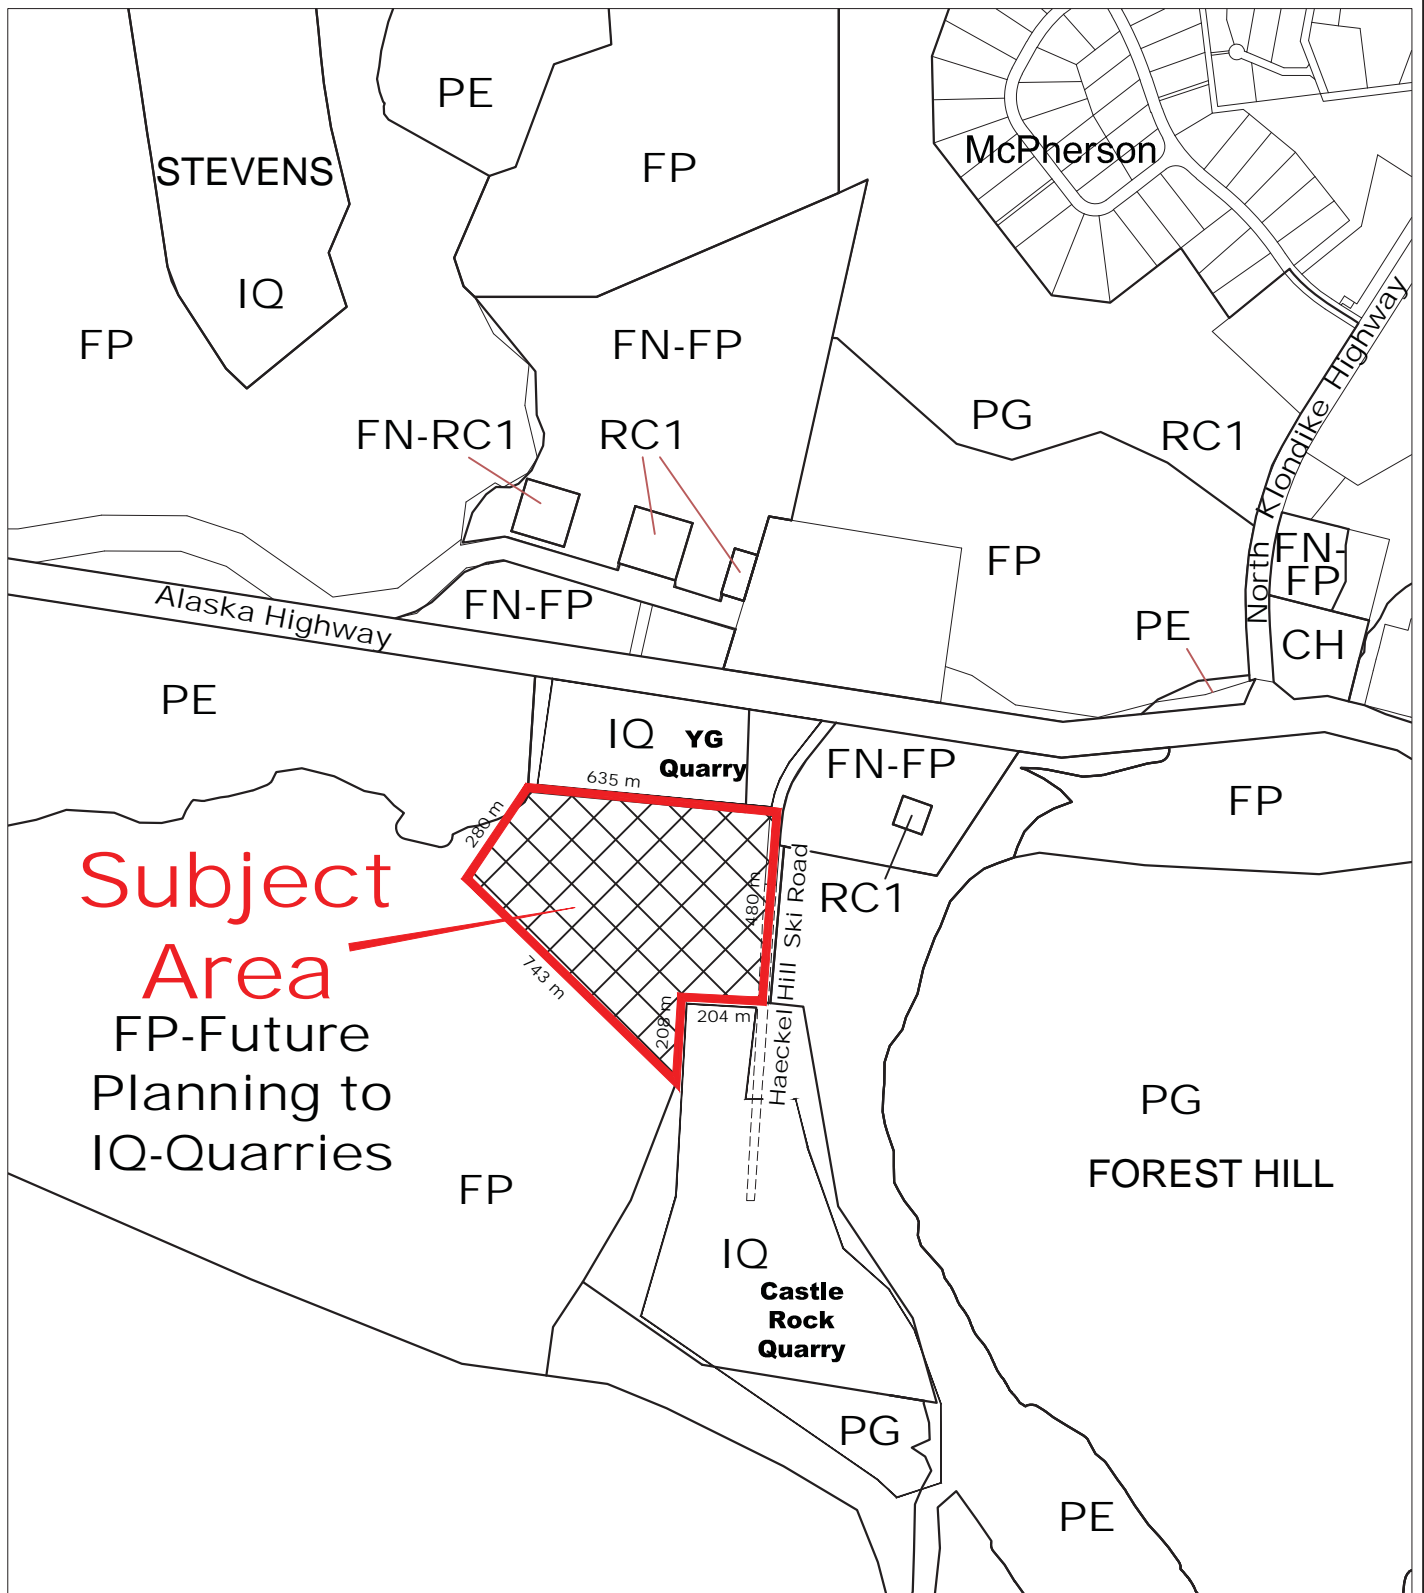 PE
McPherson
STEVENS
FP
IQ
FP
FN-FP
North Klondike Highway
PG
FN-RC1
RC1
RC1
FP
FN-
FP
Alaska Highway
FN-FP
PE
CH
PE
IQ
YG
Quarry
FN-FP
635 m
280 m
FP
Subject
Area
FP-Future
Planning to
IQ-Quarries
480 m
Haeckel Hill Ski Road
RC1
743 m
208 m
204 m
PG
FOREST HILL
FP
IQ
Castle
Rock
Quarry
PG
PE